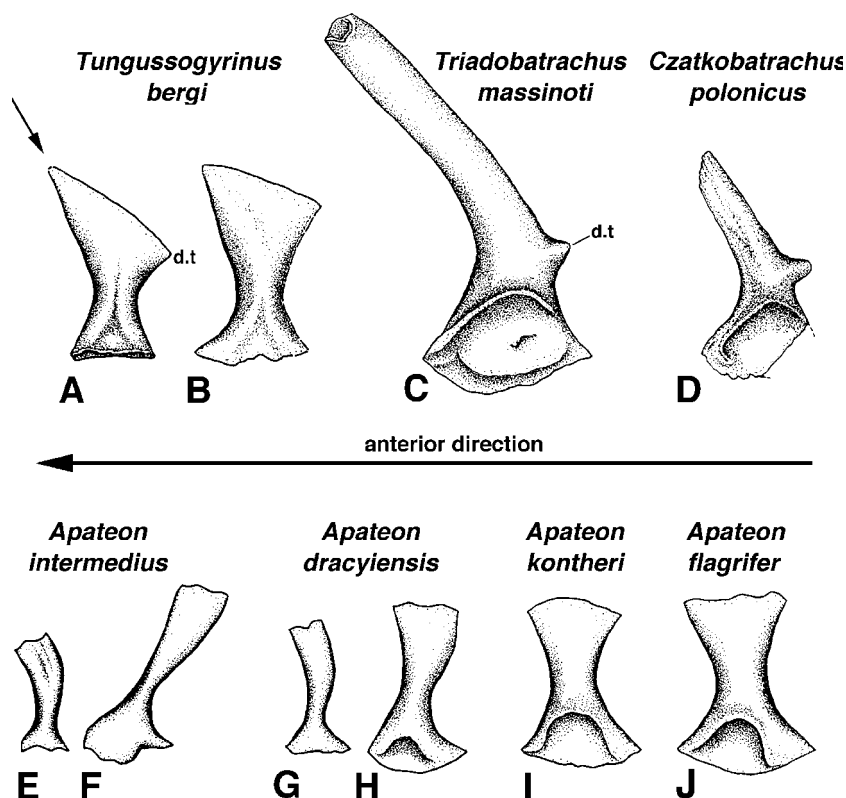 Tungussogyrinus
bergi
Triadobatrachus
massinoti
Czatkobatrachus
polonicus
d.t
d.t
A
B
C
D
anterior direction
Apateon
intermedius
Apateon
dracyiensis
Apateon
kontheri
Apateon
flagrifer
E
F
G
H
I
J